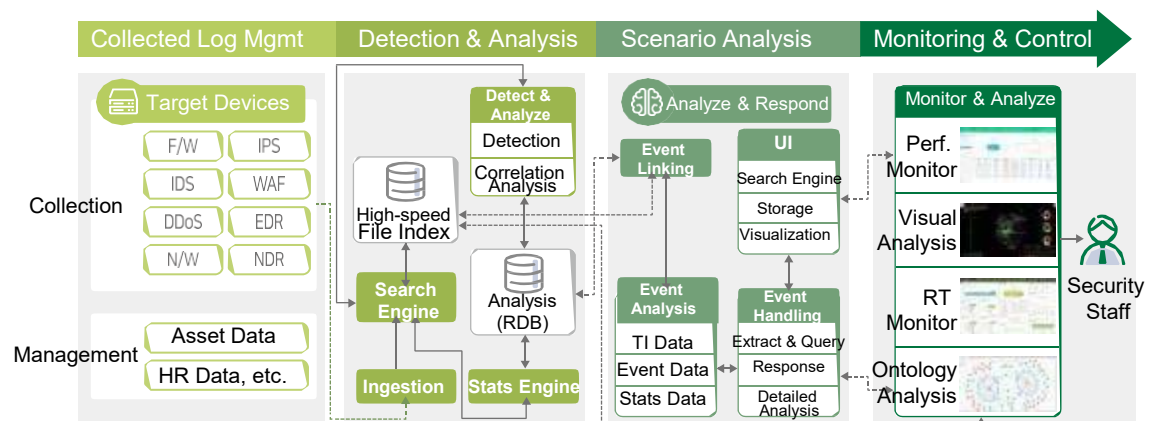 Collected Log Mgmt
Detection & Analysis
Scenario Analysis
Monitoring & Control
Target Devices
Collection
F/W
IPS
IDS
WAF
DDoS
EDR
N/W
NDR
Management
Asset Data
HR Data, etc.
Detect &
Analyze
Detection
Correlation
Analysis
High-speed
File Index
Search
Engine
Analysis
(RDB)
Ingestion
Stats Engine
Analyze & Respond
Event
Linking
UI
Search Engine
Storage
Visualization
Event
Analysis
TI Data
Event Data
Stats Data
Event
Handling
Extract & Query
Response
Detailed
Analysis
Monitor & Analyze
Perf.
Monitor
Visual
Analysis
RT
Monitor
Ontology
Analysis
Security
Staff